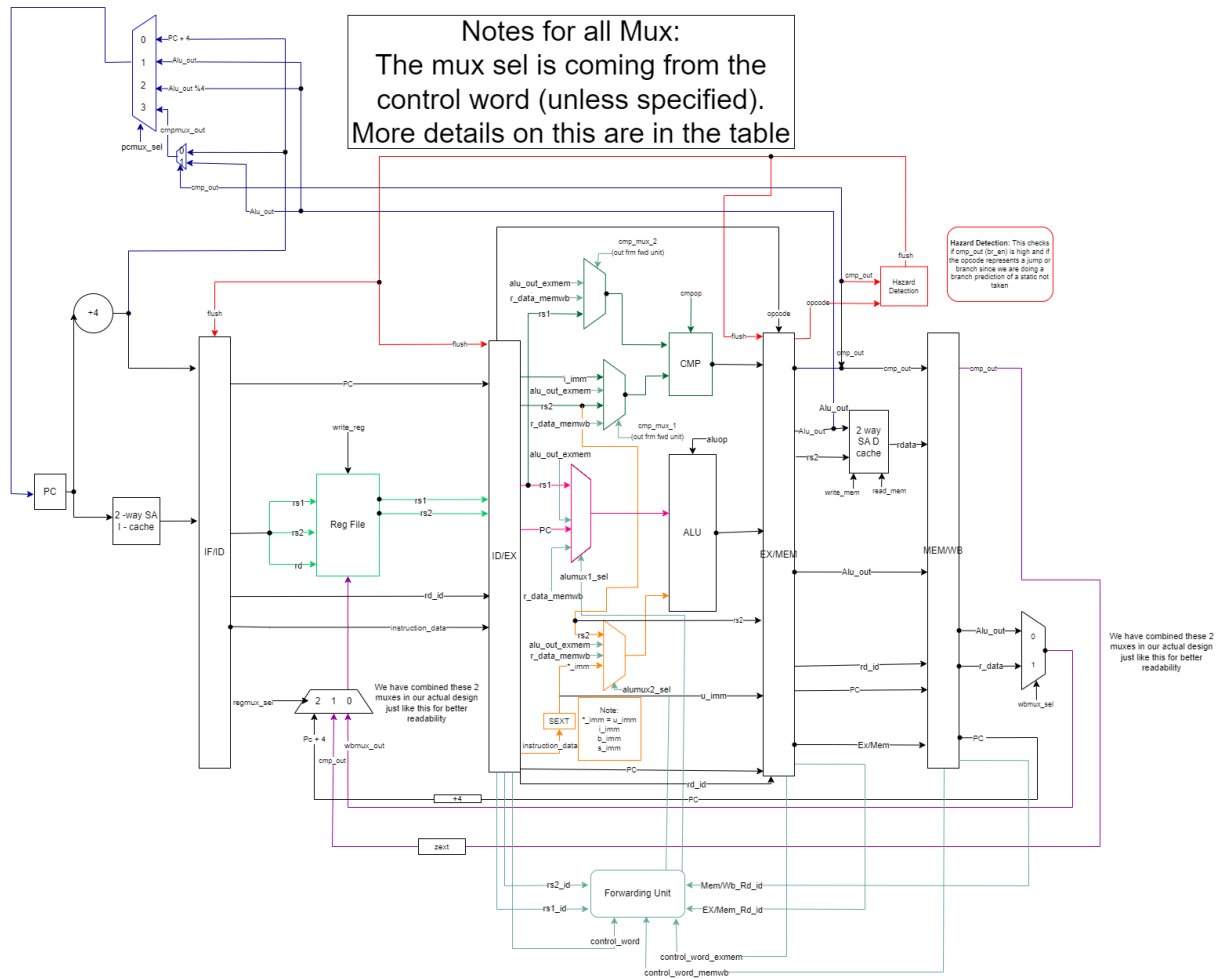 Notes for all Mux:
The mux sel is coming from the
control word (unless specified).
More details on this are in the table
0
1
2
3
PC + 4
Alu_out
Alu_out %4
cmpmux_out
pcmux_sel
0
1
cmp_out
Alu_out
flush
Hazard Detection: This checks
if cmp_out (br_en) is high and if
the opcode represents a jump or
branch since we are doing a
branch prediction of a static not
taken
cmp_out
Hazard
Detection
opcode
+4
flush
flush
flush
opcode
cmp_mux_2
(out frm fwd unit)
alu_out_exmem
r_data_memwb
rs1
cmpop
CMP
i_imm
alu_out_exmem
rs2
r_data_memwb
cmp_mux_1
(out frm fwd unit)
PC
cmp_out
cmp_out
cmp_out
Alu_out
Alu_out
rs2
2 way
SA D
cache
rdata
write_mem
read_mem
write_reg
PC
2 -way SA
I - cache
IF/ID
rs1
rs2
rd
Reg File
rs1
rs2
ID/EX
alu_out_exmem
rs1
PC
r_data_memwb
alumux1_sel
aluop
ALU
EX/MEM
MEM/WB
Alu_out
rd_id
instruction_data
rs2
rs2
alu_out_exmem
r_data_memwb
*_imm
alumux2_sel
u_imm
SEXT
instruction_data
Note:
*_imm = u_imm
i_imm
b_imm
s_imm
rd_id
PC
Ex/Mem
Alu_out
r_data
0
1
wbmux_sel
We have combined these 2
muxes in our actual design
just like this for better
readability
PC
regmux_sel
2 1 0
We have combined these 2
muxes in our actual design
just like this for better
readability
Pc + 4
cmp_out
wbmux_out
PC
rd_id
+4
PC
zext
rs2_id
rs1_id
Forwarding Unit
Mem/Wb_Rd_id
EX/Mem_Rd_id
control_word
control_word_exmem
control_word_memwb